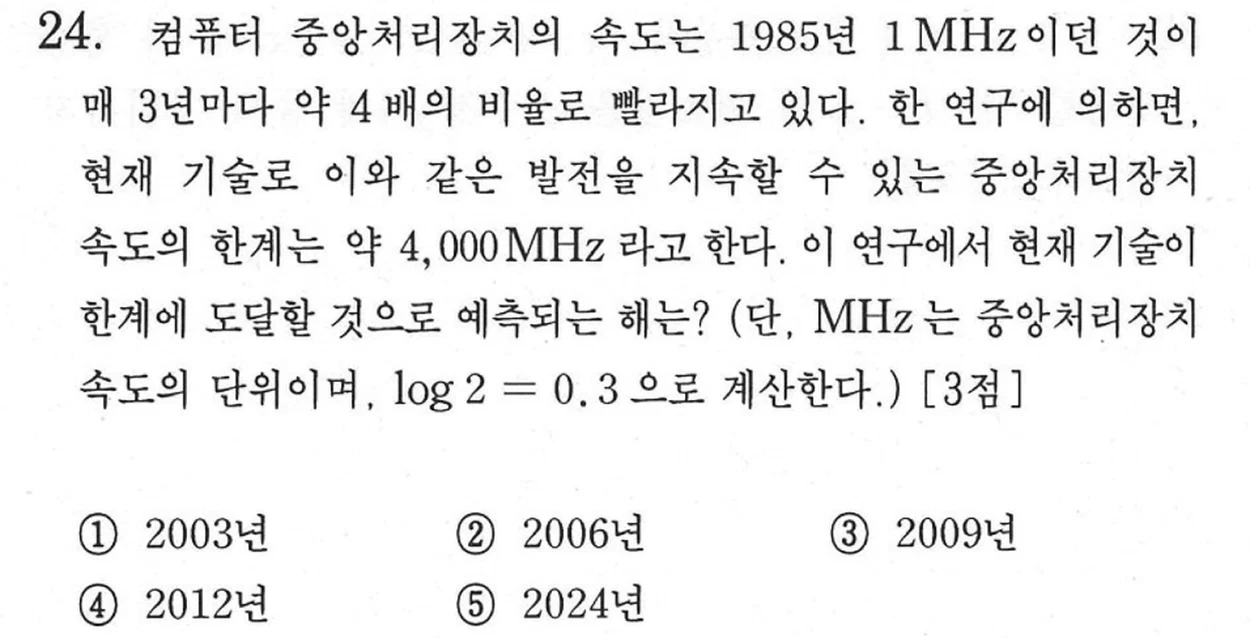 24. 컴퓨터 중앙처리장치의 속도는 1985년 1 MHz이던 것이
매 3년마다 약 4 배의 비율로 빨라지고 있다. 한 연구에 의하면,
현재 기술로 이와 같은 발전을 지속할 수 있는 중앙처리장치
속도의 한계는 약 4,000 MHz 라고 한다. 이 연구에서 현재 기술이
한계에 도달할 것으로 예측되는 해는? (단, MHz 는 중앙처리장치
속도의 단위이며, log 2 = 0.3 으로 계산한다.) [3점]
① 2003년 ② 2006년 ③ 2009년
④ 2012년 ⑤ 2024년